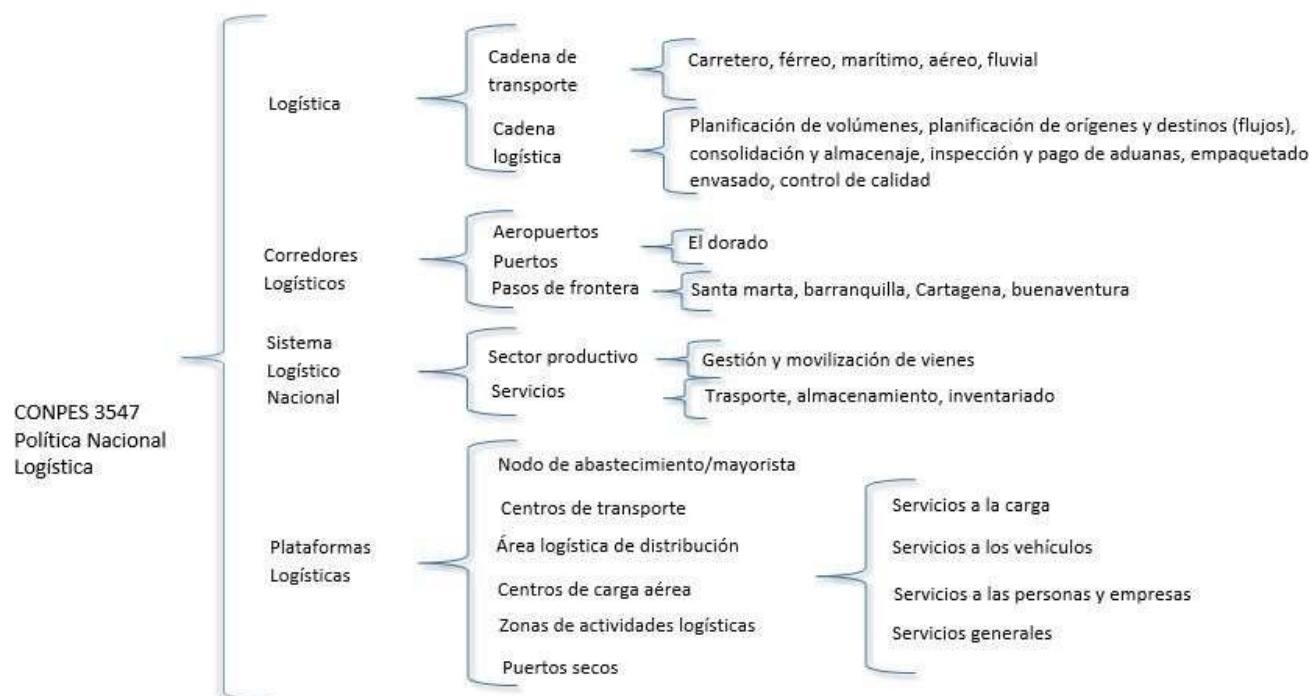 CONPES 3547
Política Nacional
Logística
Logística
Cadena de
transporte
Carretero, férreo, marítimo, aéreo, fluvial
Cadena
logística
Planificación de volúmenes, planificación de orígenes y destinos (flujos),
consolidación y almacenaje, inspección y pago de aduanas, empaquetado
envasado, control de calidad
Corredores
Logísticos
Aeropuertos
Puertos
El dorado
Pasos de frontera
Santa marta, barranquilla, Cartagena, buenaventura
Sistema
Logístico
Nacional
Sector productivo
Gestión y movilización de vienes
Servicios
Trasporte, almacenamiento, inventariado
Plataformas
Logísticas
Nodo de abastecimiento/mayorista
Centros de transporte
Área logística de distribución
Centros de carga aérea
Zonas de actividades logísticas
Puertos secos
Servicios a la carga
Servicios a los vehículos
Servicios a las personas y empresas
Servicios generales